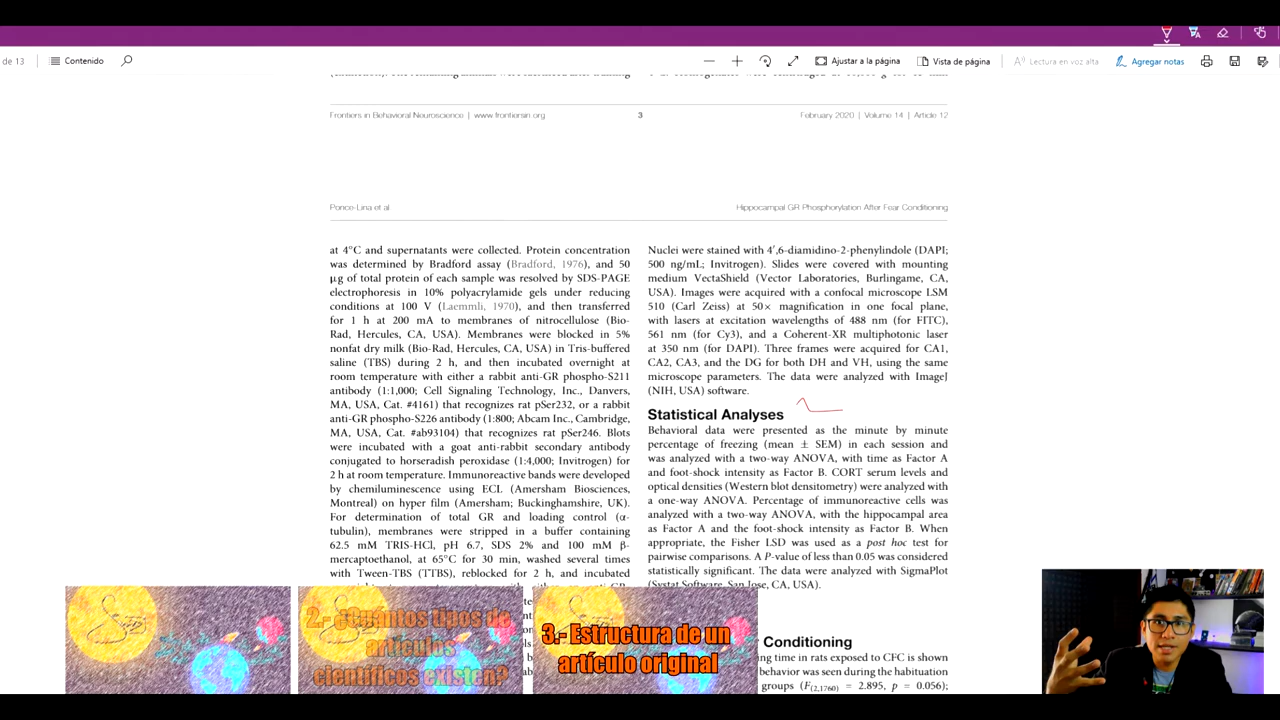 de 13
Contenido
Ajustar a la página
Vista de página
Lectura en voz alta
Agregar notas
Frontiers in Behavioral Neuroscience | www.frontiersin.org
3
February 2020 | Volume 14 | Article 12
Ponce-Lina et al.
Hippocampal GR Phosphorylation After Fear Conditioning
at 4°C and supernatants were collected. Protein concentration
was determined by Bradford assay (Bradford, 1976), and 50
μg of total protein of each sample was resolved by SDS-PAGE
electrophoresis in 10% polyacrylamide gels under reducing
conditions at 100 V (Laemmli, 1970), and then transferred
for 1 h at 200 mA to membranes of nitrocellulose (Bio-
Rad, Hercules, CA, USA). Membranes were blocked in 5%
nonfat dry milk (Bio-Rad, Hercules, CA, USA) in Tris-buffered
saline (TBS) during 2 h, and then incubated overnight at
room temperature with either a rabbit anti-GR phospho-S211
antibody (1:1,000; Cell Signaling Technology, Inc., Danvers,
MA, USA, Cat. #4161) that recognizes rat pSer232, or a rabbit
anti-GR phospho-S226 antibody (1:800; Abcam Inc., Cambridge,
MA, USA, Cat. #ab93104) that recognizes rat pSer246. Blots
were incubated with a goat anti-rabbit secondary antibody
conjugated to horseradish peroxidase (1:4,000; Invitrogen) for
2 h at room temperature. Immunoreactive bands were developed
by chemiluminescence using ECL (Amersham Biosciences,
Montreal) on hyper film (Amersham; Buckinghamshire, UK).
For determination of total GR and loading control (α-
tubulin), membranes were stripped in a buffer containing
62.5 mM TRIS-HCl, pH 6.7, SDS 2% and 100 mM β-
mercaptoethanol, at 65°C for 30 min, washed several times
with Tween-TBS (TTBS), reblocked for 2 h, and incubated
Nuclei were stained with 4′,6-diamidino-2-phenylindole (DAPI;
500 ng/mL; Invitrogen). Slides were covered with mounting
medium VectaShield (Vector Laboratories, Burlingame, CA,
USA). Images were acquired with a confocal microscope LSM
510 (Carl Zeiss) at 50× magnification in one focal plane,
with lasers at excitation wavelengths of 488 nm (for FITC),
561 nm (for Cy3), and a Coherent-XR multiphotonic laser
at 350 nm (for DAPI). Three frames were acquired for CA1,
CA2, CA3, and the DG for both DH and VH, using the same
microscope parameters. The data were analyzed with ImageJ
(NIH, USA) software.
Statistical Analyses
Behavioral data were presented as the minute by minute
percentage of freezing (mean ± SEM) in each session and
was analyzed with a two-way ANOVA, with time as Factor A
and foot-shock intensity as Factor B. CORT serum levels and
optical densities (Western blot densitometry) were analyzed with
a one-way ANOVA. Percentage of immunoreactive cells was
analyzed with a two-way ANOVA, with the hippocampal area
as Factor A and the foot-shock intensity as Factor B. When
appropriate, the Fisher LSD was used as a post hoc test for
pairwise comparisons. A P-value of less than 0.05 was considered
statistically significant. The data were analyzed with SigmaPlot
(Systat Software, San Jose, CA, USA).
Conditioning
ing time in rats exposed to CFC is shown
behavior was seen during the habituation
groups (F(2,1760) = 2.895, p = 0.056);
2.- ¿Cuántos tipos de
artículos
científicos existen?
3.- Estructura de un
artículo original